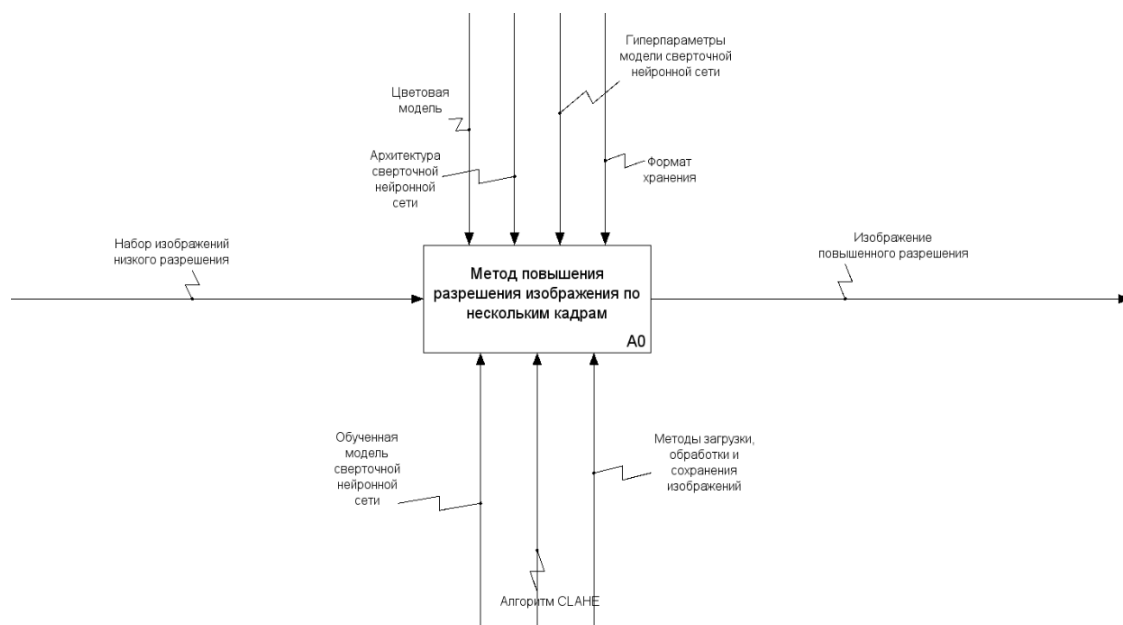 Гиперпараметры
модели сверточной
нейронной сети
Цветовая
модель
Архитектура
сверточной
нейронной
сети
Формат
хранения
Набор изображений
низкого разрешения
Изображение
повышенного разрешения
Метод повышения
разрешения изображения по
нескольким кадрам
A0
Обученная
модель
сверточной
нейронной
сети
Методы загрузки,
обработки и
сохранения
изображений
Алгоритм CLAHE